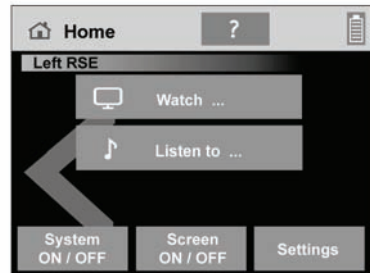 Home
?
Left RSE
Watch ...
Listen to ...
System
ON / OFF
Screen
ON / OFF
Settings